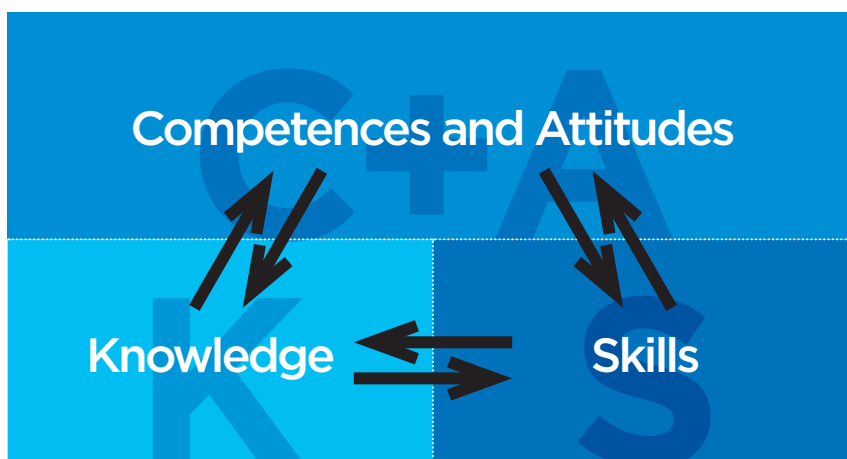 C+A
Competences and Attitudes
K
Knowledge
S
Skills